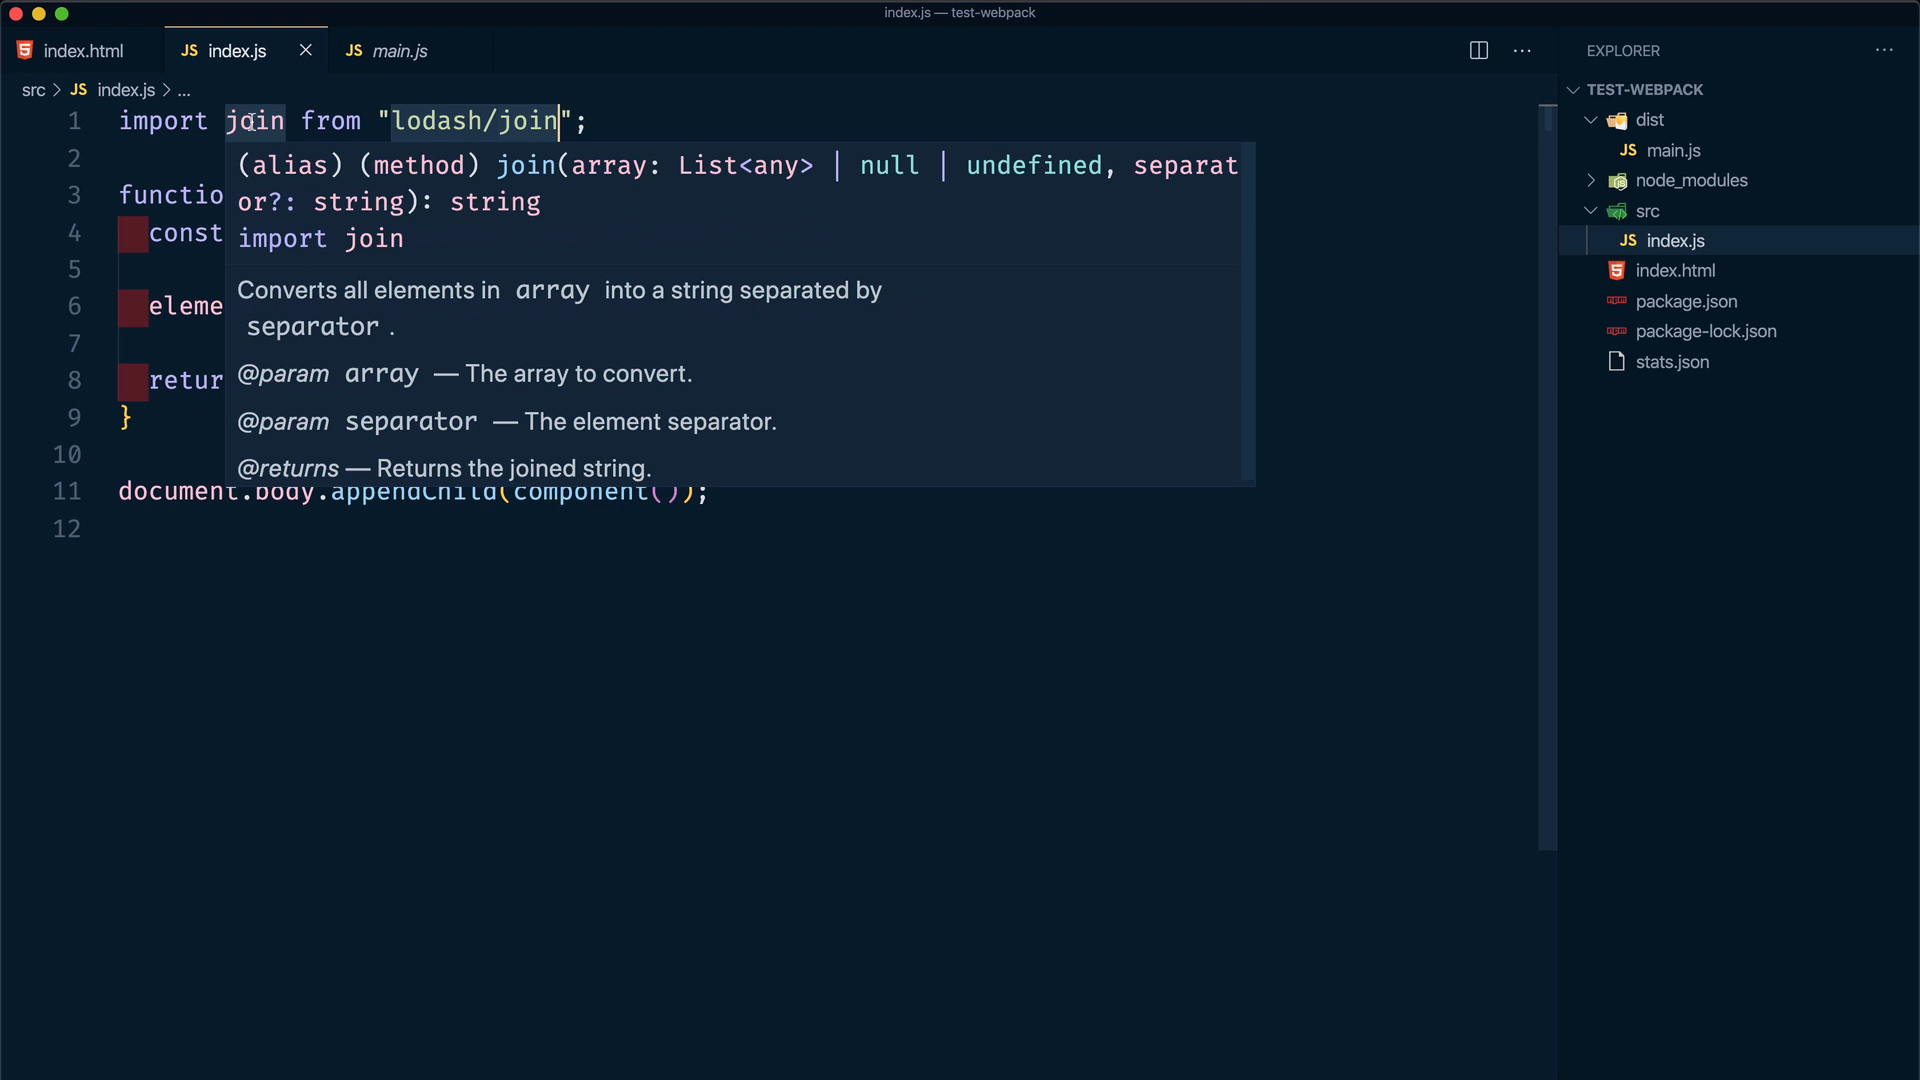 index.js — test-webpack
index.html
JS index.js
JS main.js
EXPLORER
src > JS index.js > ...
TEST-WEBPACK
1 import join from "lodash/join";
2
(alias) (method) join(array: List<any> | null | undefined, separat
or?: string): string
import join
3 functio
4 const
5
6 eleme
7
8 retur
9 }
10
Converts all elements in array into a string separated by
separator .
@param array — The array to convert.
@param separator — The element separator.
@returns — Returns the joined string.
11 document.body.appendChild(component());
12
dist
JS main.js
node_modules
src
JS index.js
index.html
package.json
package-lock.json
stats.json